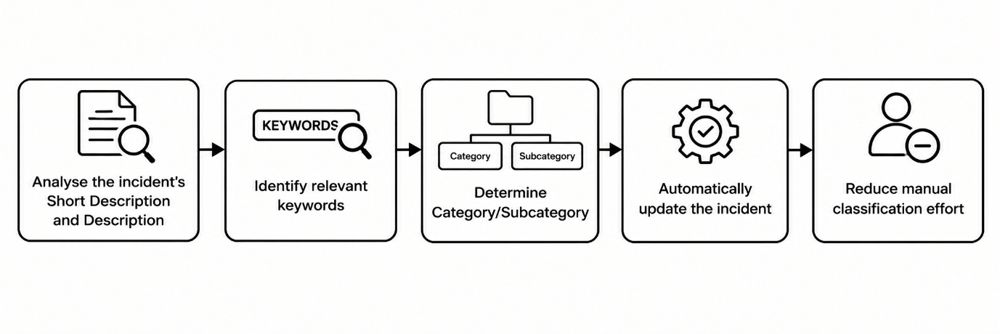 Analyse the incident's
Short Description
and Description
KEYWORDS
Identify relevant
keywords
Category
Subcategory
Determine
Category/Subcategory
Automatically
update the incident
Reduce manual
classification effort